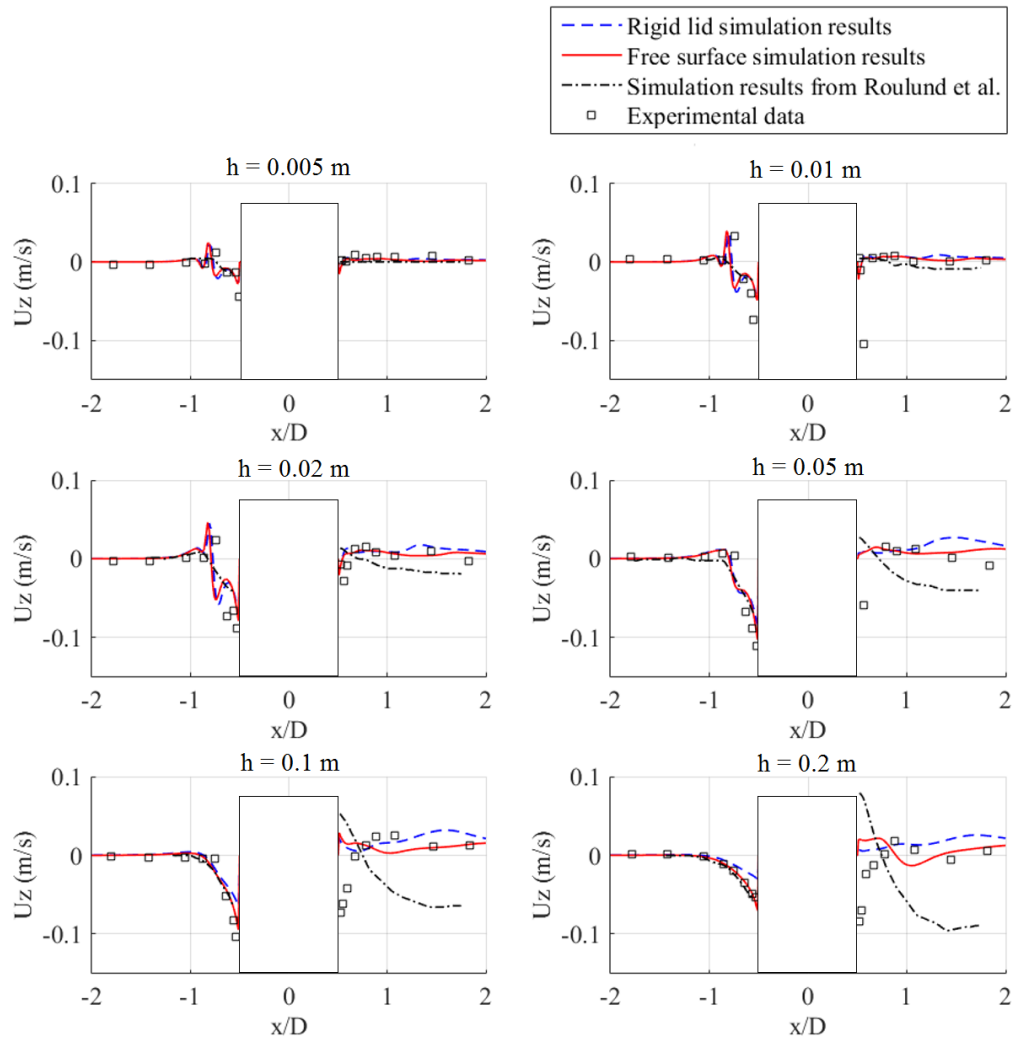 Rigid lid simulation results
Free surface simulation results
Simulation results from Roulund et al.
Experimental data
h = 0.005 m
0.1
0
-0.1
Uz (m/s)
-2 -1 0 1 2
x/D
h = 0.01 m
0.1
0
-0.1
Uz (m/s)
-2 -1 0 1 2
x/D
h = 0.02 m
0.1
0
-0.1
Uz (m/s)
-2 -1 0 1 2
x/D
h = 0.05 m
0.1
0
-0.1
Uz (m/s)
-2 -1 0 1 2
x/D
h = 0.1 m
0.1
0
-0.1
Uz (m/s)
-2 -1 0 1 2
x/D
h = 0.2 m
0.1
0
-0.1
Uz (m/s)
-2 -1 0 1 2
x/D